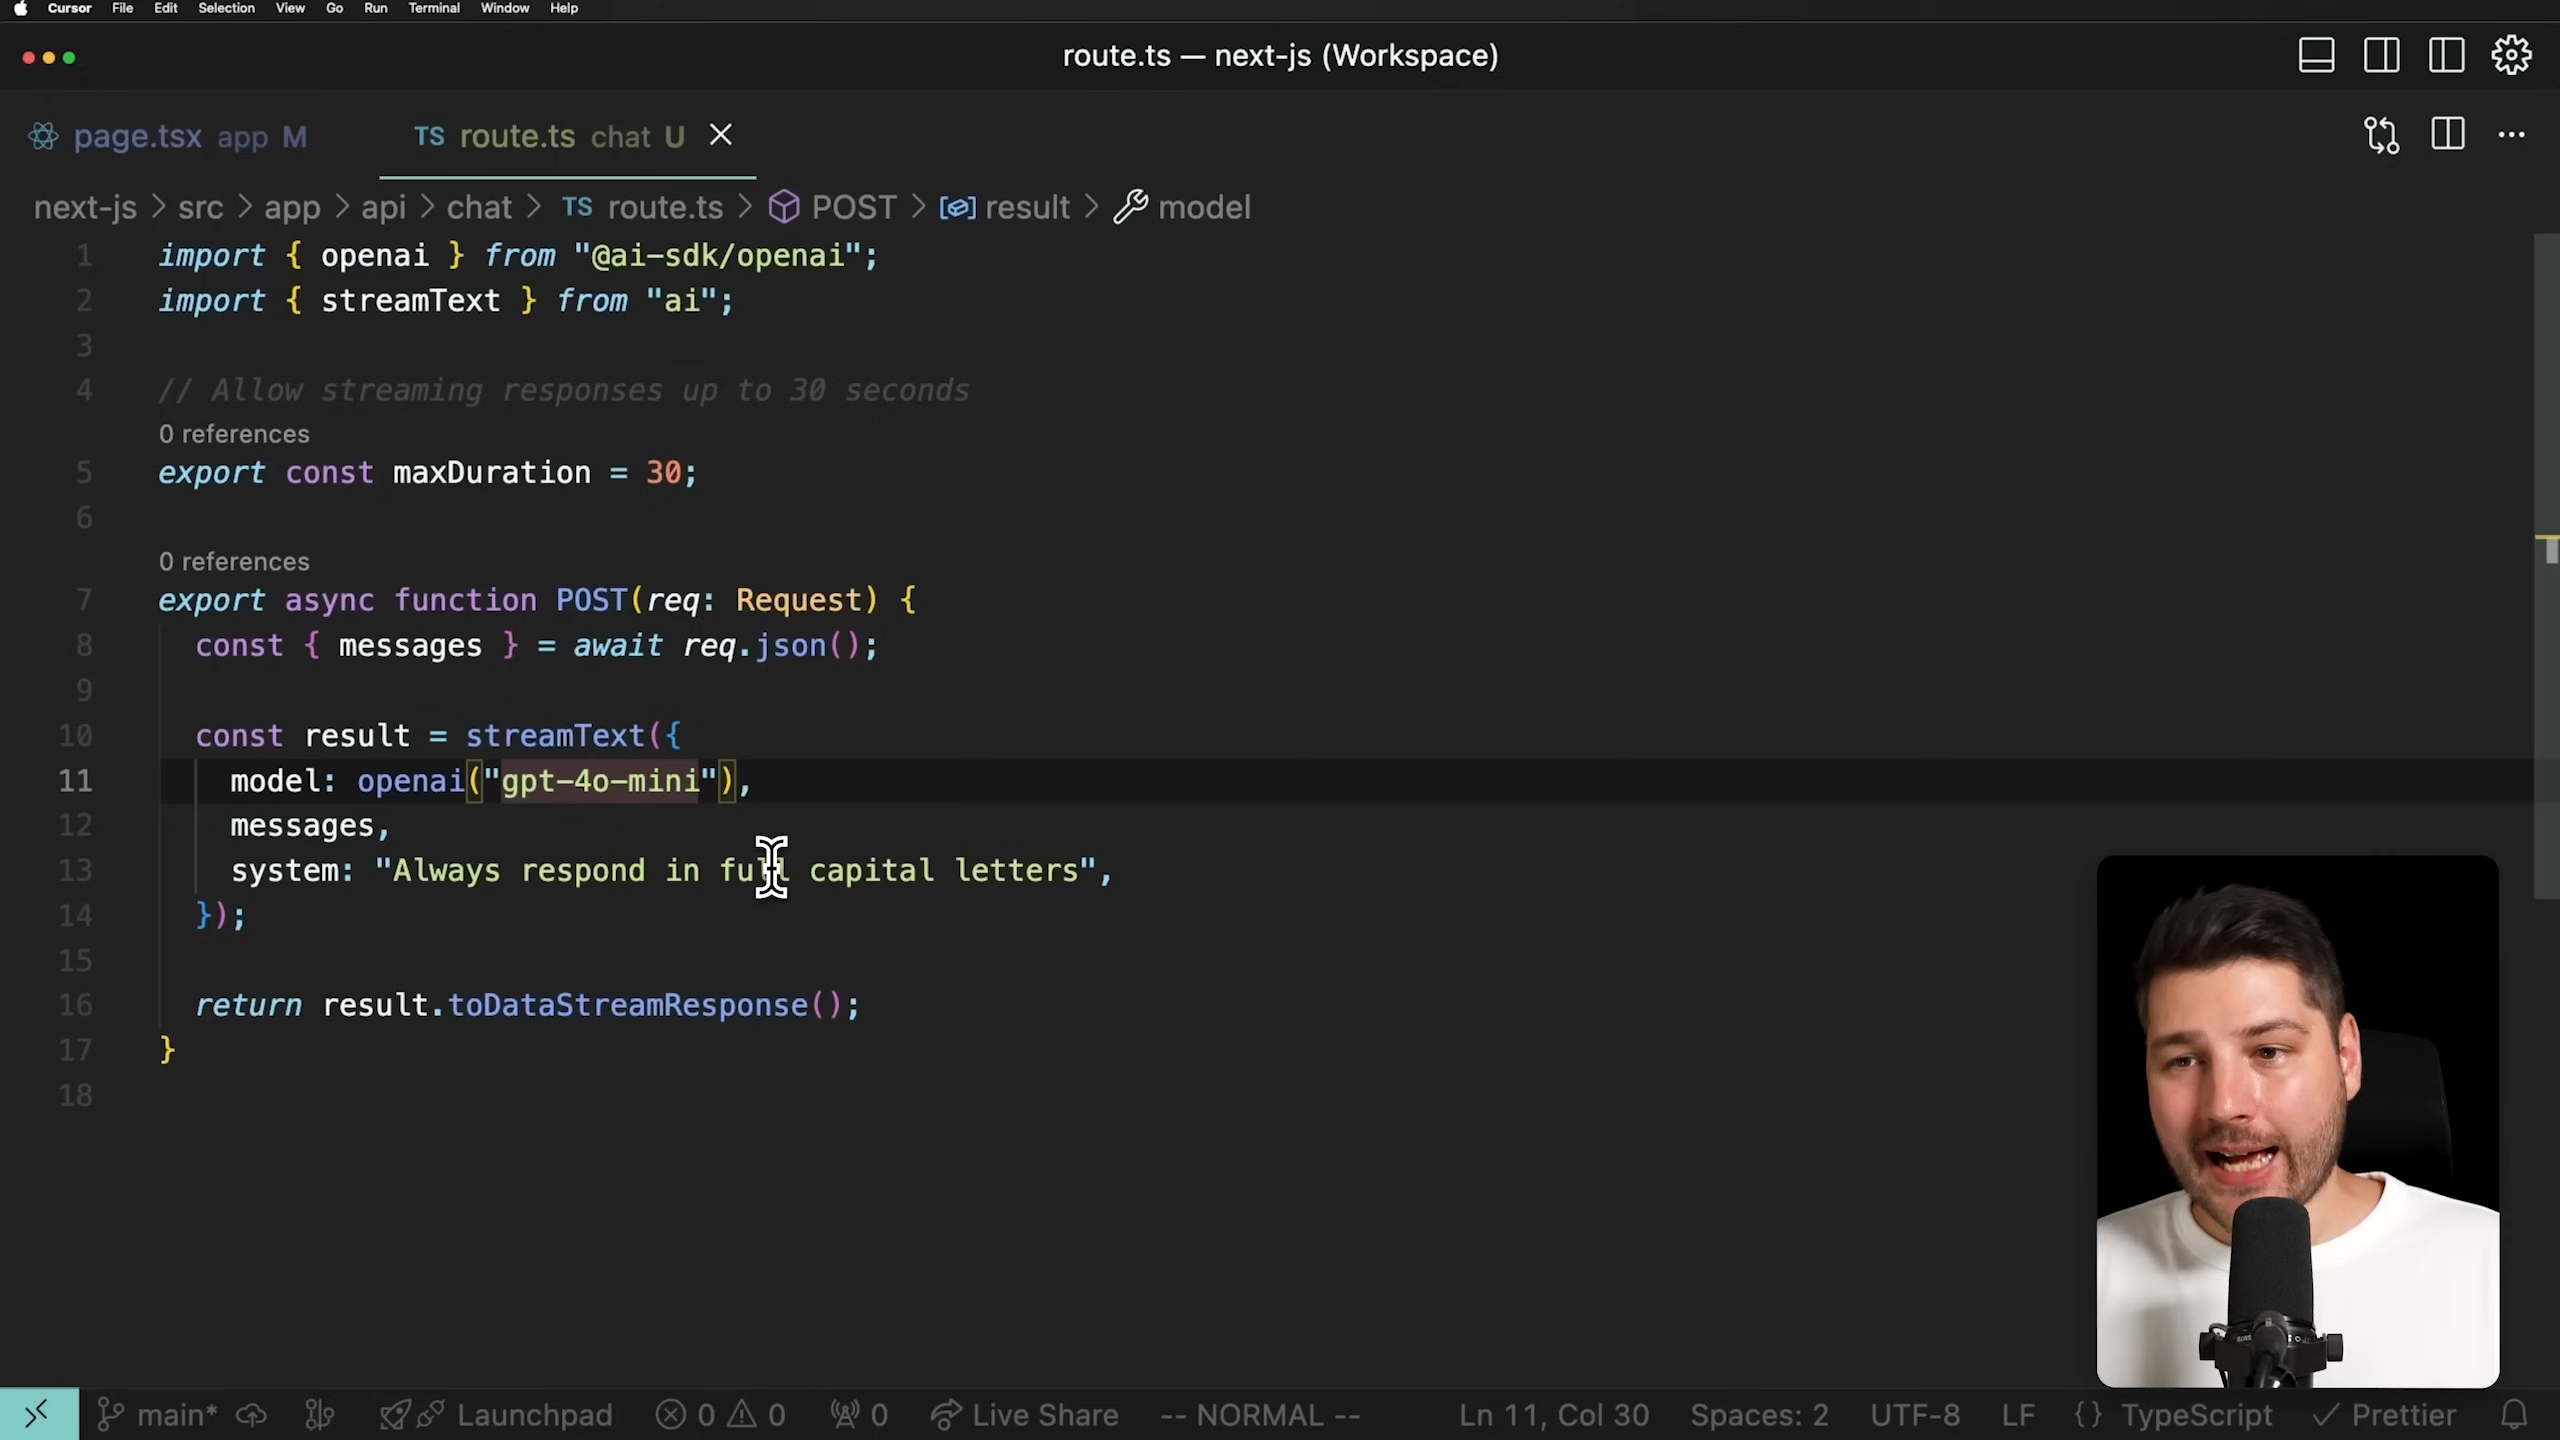 Cursor File Edit Selection View Go Run Terminal Window Help
route.ts — next-js (Workspace)
page.tsx app M
TS route.ts chat U
next-js > src > app > api > chat > TS route.ts > POST > result > model
1 import { openai } from "@ai-sdk/openai";
2 import { streamText } from "ai";
3
4 // Allow streaming responses up to 30 seconds
0 references
5 export const maxDuration = 30;
6
0 references
7 export async function POST(req: Request) {
8 const { messages } = await req.json();
9
10 const result = streamText({
11 model: openai("gpt-4o-mini"),
12 messages,
13 system: "Always respond in full capital letters",
14 });
15
16 return result.toDataStreamResponse();
17 }
18
main* Launchpad 0 0 0 Live Share -- NORMAL -- Ln 11, Col 30 Spaces: 2 UTF-8 LF {} TypeScript Prettier